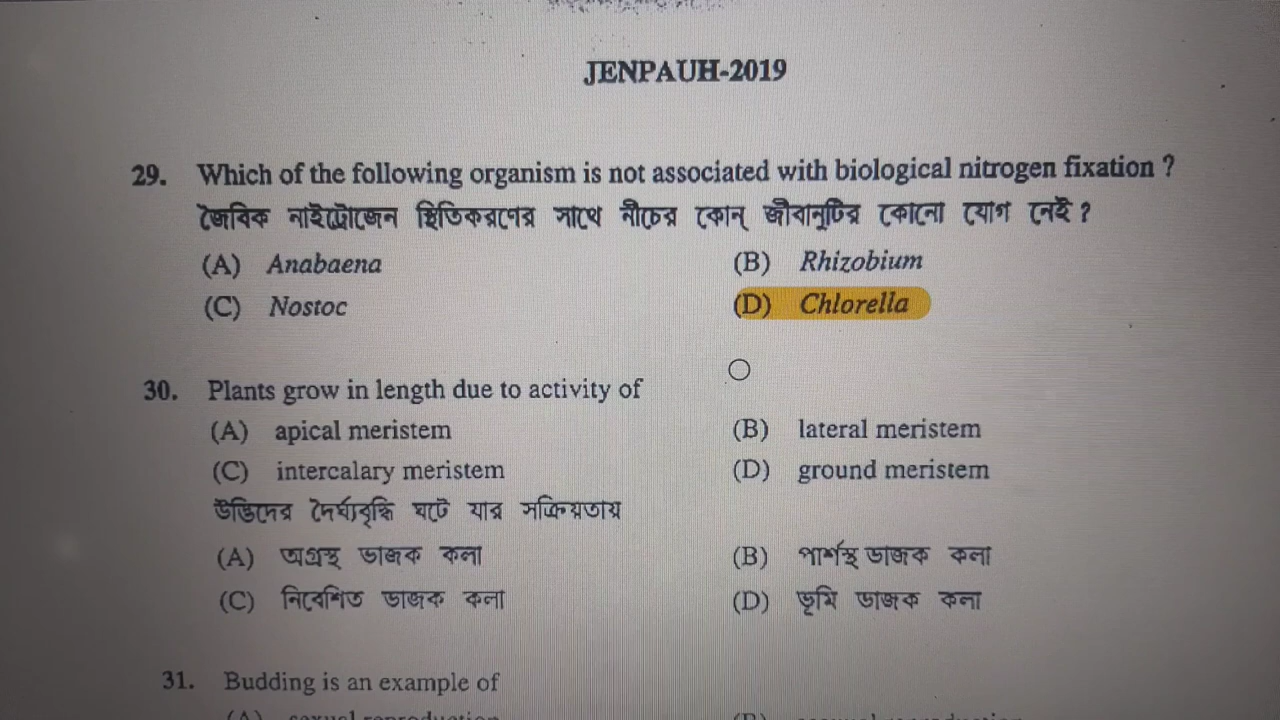 JENPAUH-2019
29. Which of the following organism is not associated with biological nitrogen fixation ?
জৈবিক নাইট্রোজেন স্থিতিকরণের সাথে নীচের কোন্ জীবানুটির কোনো যোগ নেই ?
(A) Anabaena (B) Rhizobium
(C) Nostoc (D) Chlorella
30. Plants grow in length due to activity of
(A) apical meristem (B) lateral meristem
(C) intercalary meristem (D) ground meristem
উদ্ভিদের দৈর্ঘ্যবৃদ্ধি ঘটে যার সক্রিয়তায়
(A) অগ্রস্থ ভাজক কলা (B) পার্শস্থ ভাজক কলা
(C) নিবেশিত ভাজক কলা (D) ভূমি ভাজক কলা
31. Budding is an example of